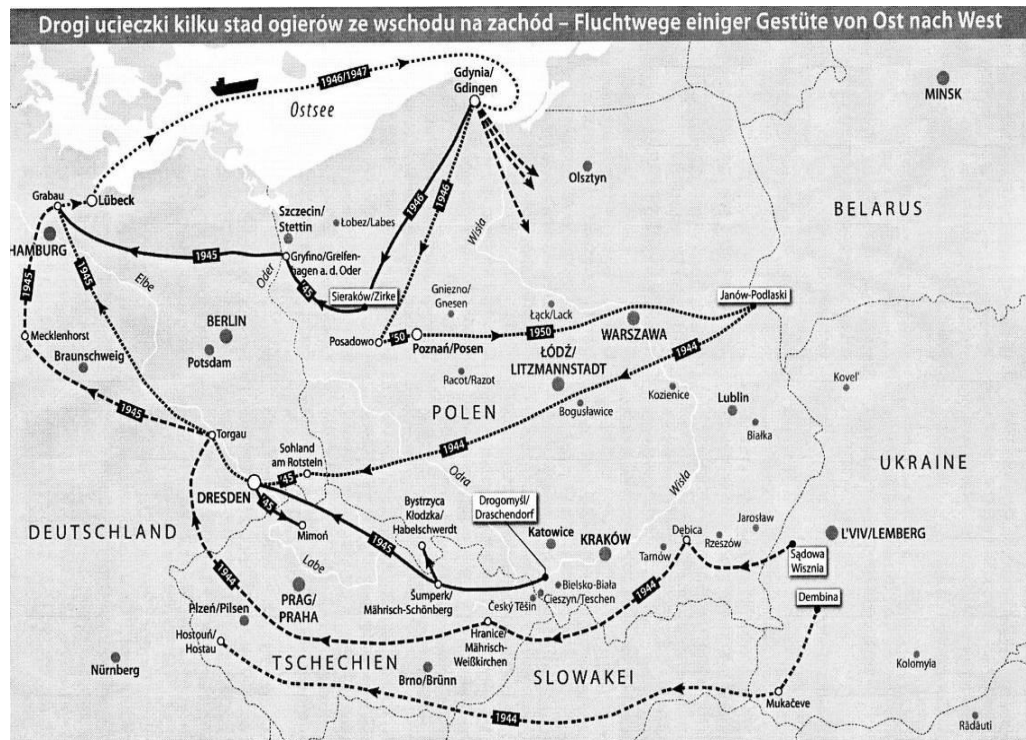 Drogi ucieczki kilku stad ogierów ze wschodu na zachód – Fluchtwege einiger Gestüte von Ost nach West
1946/1947
Ostsee
Gdynia/
Gdingen
MINSK
Olsztyn
Grabau
Lübeck
HAMBURG
Szczecin/
Stettin
Łobez/Labes
1946
1946
Wisła
BELARUS
1945
Gryfino/Greifen-
hagen a. d. Oder
1945
1945
Elbe
Oder
'45
Sieraków/Zirke
Gniezno/
Gnesen
Łąck/Lack
Janów-Podlaski
Mecklenhorst
BERLIN
Potsdam
Posadowo
'50
Poznań/Posen
1950
WARSZAWA
1944
Braunschweig
Racot/Razot
ŁÓDŹ/
LITZMANNSTADT
Kozienice
Kovel'
Lublin
1945
POLEN
Bogusławice
Białka
Torgau
Sohland
am Rotstein
1944
UKRAINE
'45
Odra
Wisła
DRESDEN
Bystrzyca
Kłodzka/
Habelschwerdt
Drogomyśl/
Draschendorf
DEUTSCHLAND
'45
Mimoń
1945
Katowice
KRAKÓW
Dębica
Jarosław
L'VIV/LEMBERG
Labe
Tarnów
Rzeszów
Sądowa
Wisznia
1944
Bielsko-Biała
Cieszyn/Teschen
Český Těšin
1944
PRAG/
PRAHA
Šumperk/
Mährisch-Schönberg
Dembina
Plzeń/Pilsen
Hostouń/
Hostau
Hranice/
Mährisch-
Weißkirchen
TSCHECHIEN
SLOWAKEI
Nürnberg
Brno/Brünn
Kolomyia
Mukačeve
1944
Rădăuti